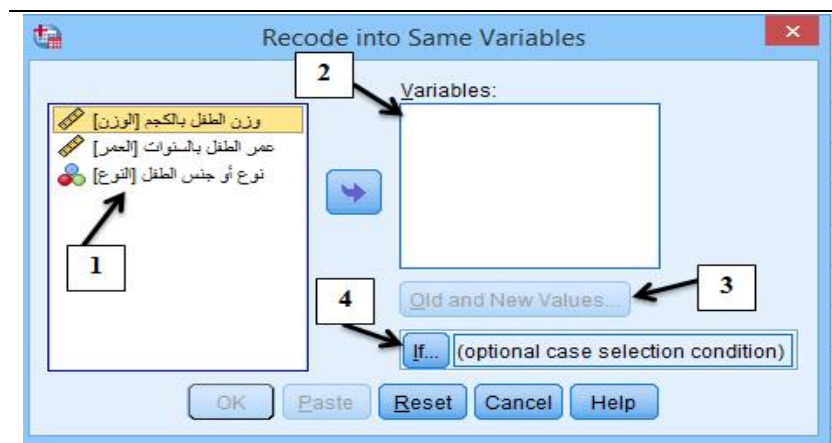 Recode into Same Variables
2
Variables:
وزن الطفل بالكجم [الوزن]
عمر الطفل بالسنوات [العمر]
نوع أو جنس الطفل [النوع]
1
Old and New Values...
3
4
If... (optional case selection condition)
OK Paste Reset Cancel Help